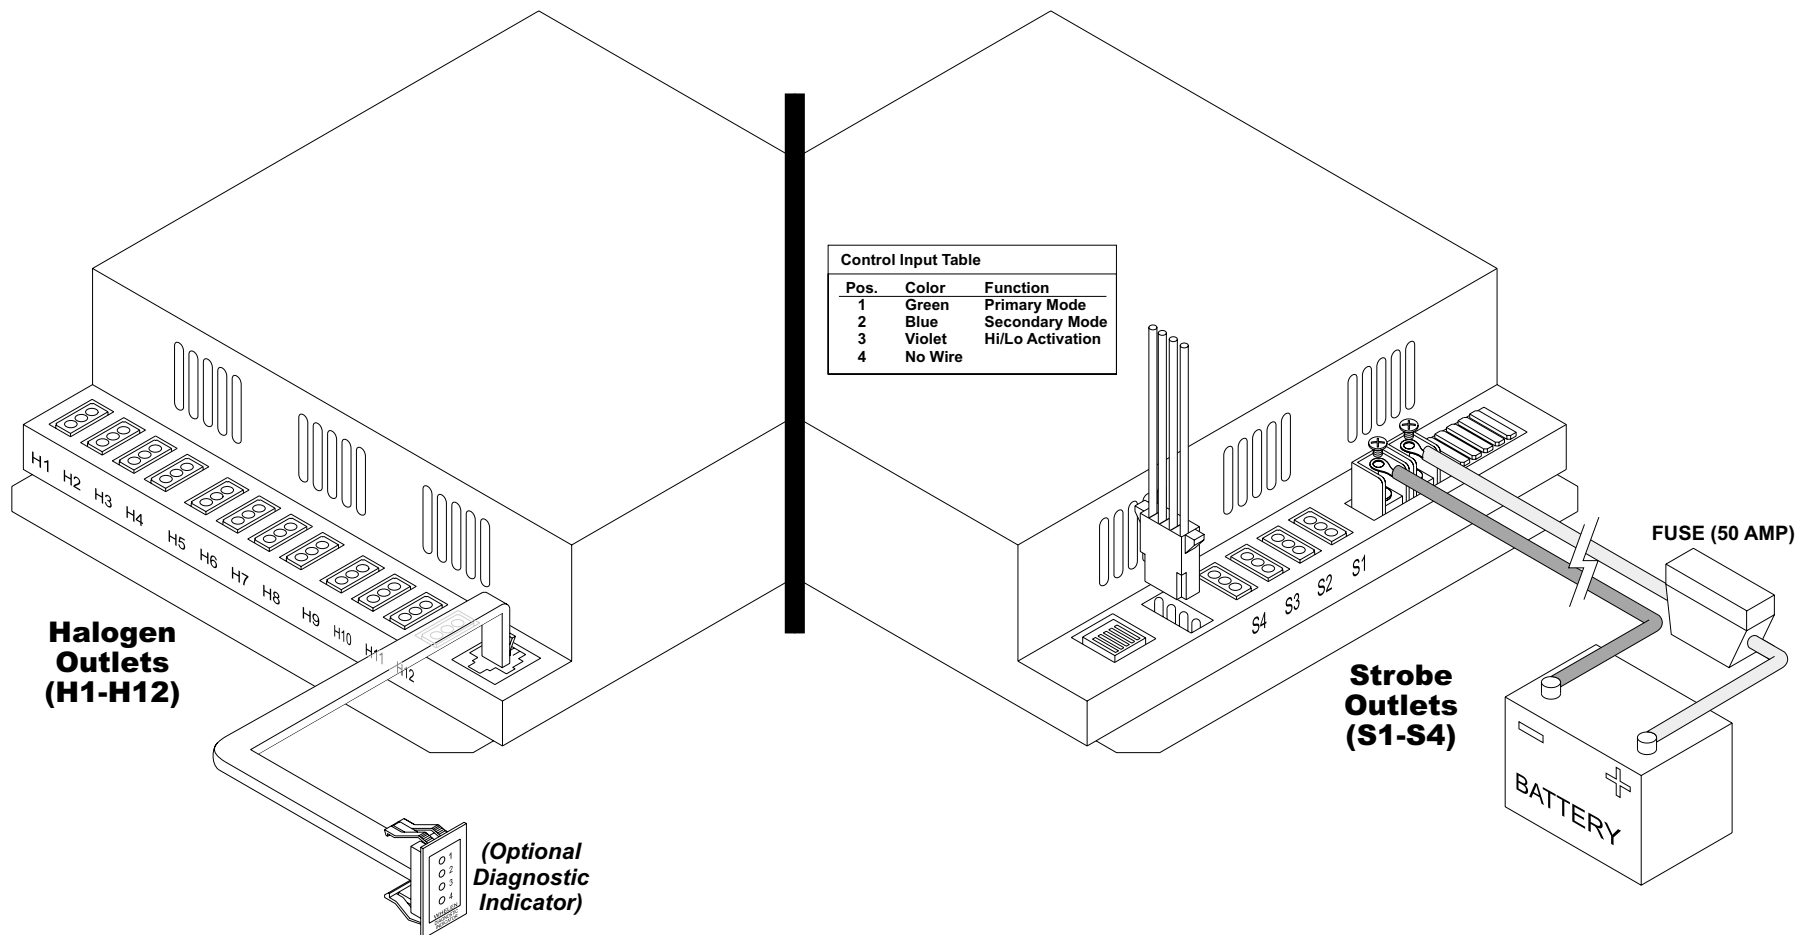 Control Input Table
Pos. Color Function
1 Green Primary Mode
2 Blue Secondary Mode
3 Violet Hi/Lo Activation
4 No Wire
H1
H2
H3
H4
H5
H6
H7
H8
H9
H10
H11
H12
Halogen
Outlets
(H1-H12)
1
2
3
4
WHELEN
(Optional
Diagnostic
Indicator)
S4
S3
S2
S1
Strobe
Outlets
(S1-S4)
FUSE (50 AMP)
BATTERY